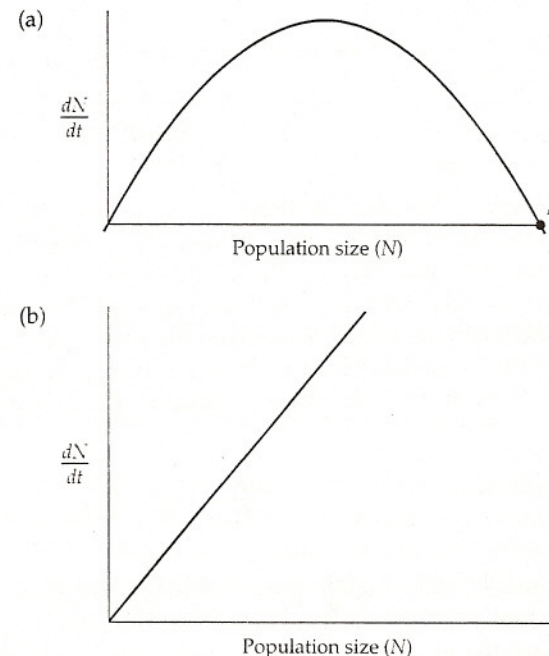 (a)
dN
dt
Population size (N)
(b)
dN
dt
Population size (N)